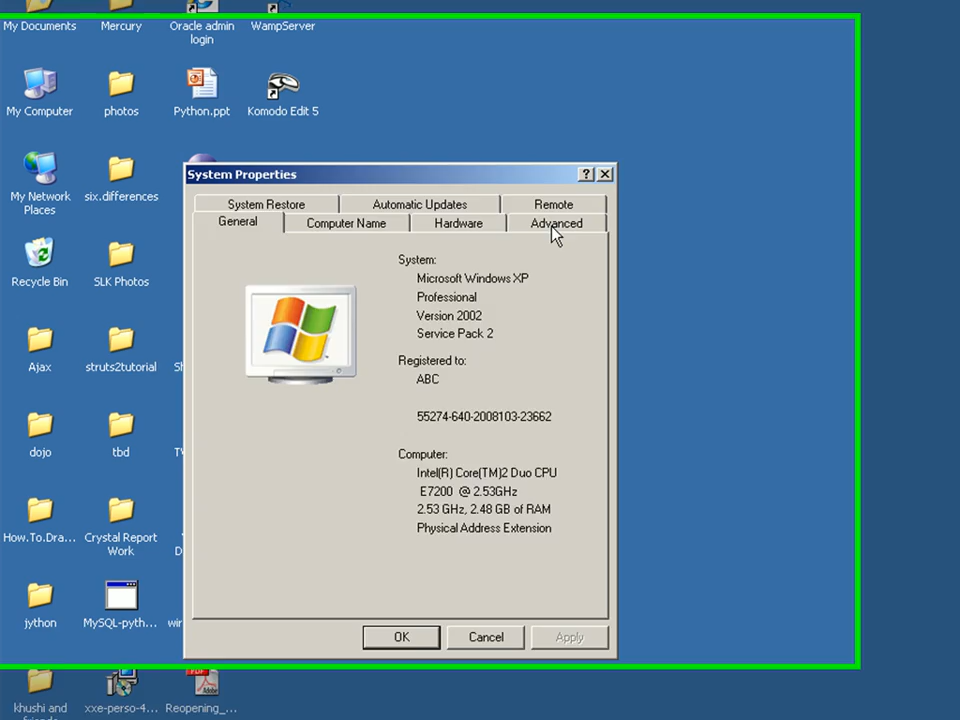 My Documents
Mercury
Oracle admin
login
WampServer
My Computer
photos
Python.ppt
Komodo Edit 5
My Network
Places
six.differences
System Properties
System Restore
Automatic Updates
Remote
General
Computer Name
Hardware
Advanced
System:
Microsoft Windows XP
Professional
Version 2002
Service Pack 2
Registered to:
ABC
55274-640-2008103-23662
Computer:
Intel(R) Core(TM)2 Duo CPU
E7200 @ 2.53GHz
2.53 GHz, 2.48 GB of RAM
Physical Address Extension
OK
Cancel
Apply
Recycle Bin
SLK Photos
Ajax
struts2tutorial
dojo
tbd
How.To.Dra...
Crystal Report
Work
jython
MySQL-pyth...
khushi and
xxe-perso-4...
Reopening_...